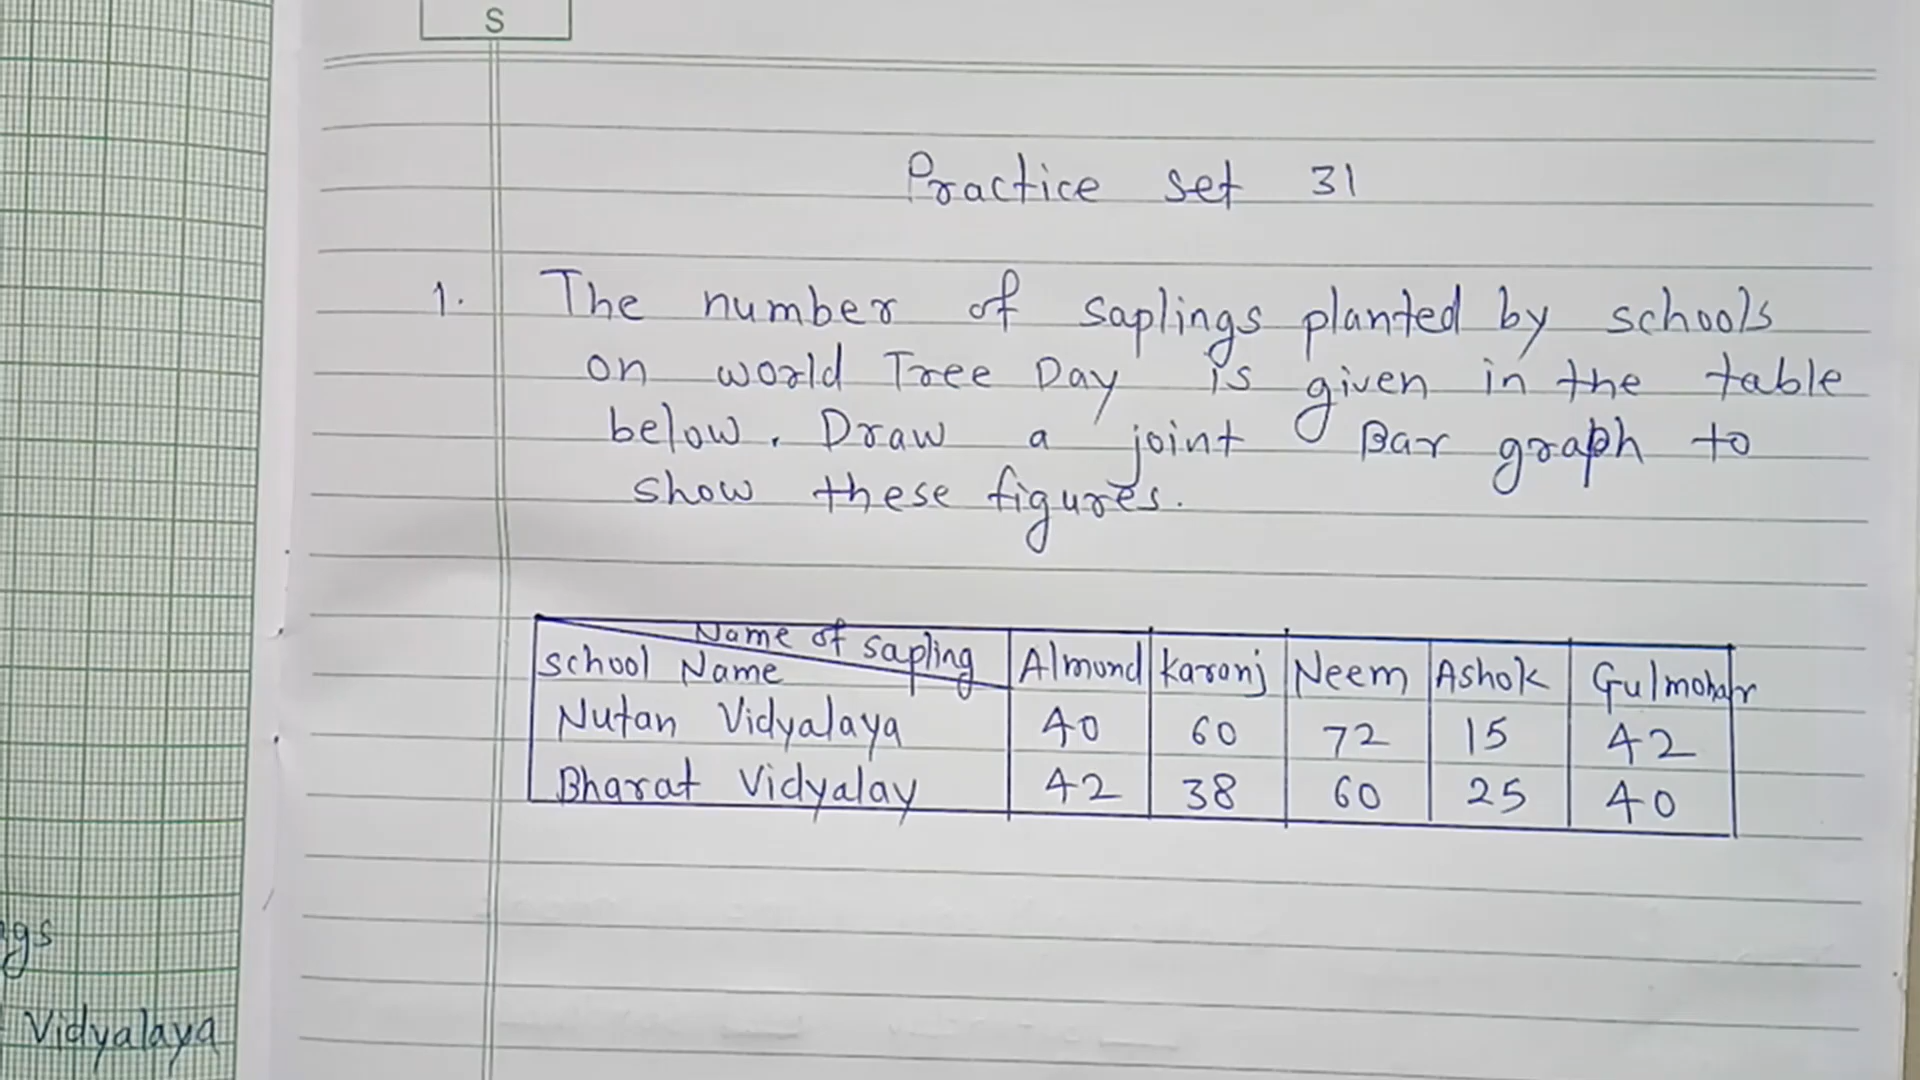 S
Practice set 31
1. The number of saplings planted by schools
on world Tree Day is given in the table
below. Draw a joint Bar graph to
show these figures.
Name of sapling
School Name Almond Karanj Neem Ashok Gulmohar
Nutan Vidyalaya 40 60 72 15 42
Bharat Vidyalay 42 38 60 25 40
Vidyalaya